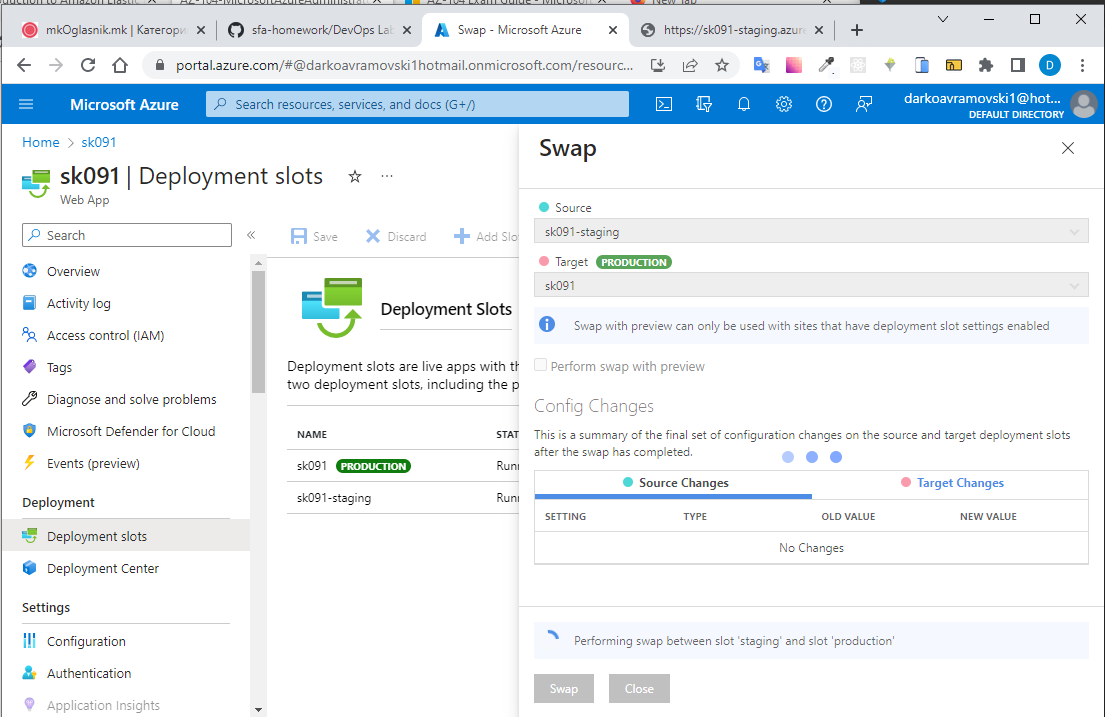 mkOglasnik.mk | Категори
sfa-homework/DevOps Lab
Swap - Microsoft Azure
https://sk091-staging.azure
portal.azure.com/#@darkoavramovski1hotmail.onmicrosoft.com/resourc...
D
Microsoft Azure
Search resources, services, and docs (G+/)
darkoavramovski1@hot...
DEFAULT DIRECTORY
Home > sk091
sk091 | Deployment slots
Web App
Search
Overview
Activity log
Access control (IAM)
Tags
Diagnose and solve problems
Microsoft Defender for Cloud
Events (preview)
Deployment
Deployment slots
Deployment Center
Settings
Configuration
Authentication
Application Insights
Save
Discard
Add Slo
Deployment Slots
Deployment slots are live apps with th
two deployment slots, including the p
NAME STAT
sk091 PRODUCTION Runn
sk091-staging Runn
Swap
Source
sk091-staging
Target PRODUCTION
sk091
Swap with preview can only be used with sites that have deployment slot settings enabled
Perform swap with preview
Config Changes
This is a summary of the final set of configuration changes on the source and target deployment slots
after the swap has completed.
Source Changes Target Changes
SETTING TYPE OLD VALUE NEW VALUE
No Changes
Performing swap between slot 'staging' and slot 'production'
Swap Close